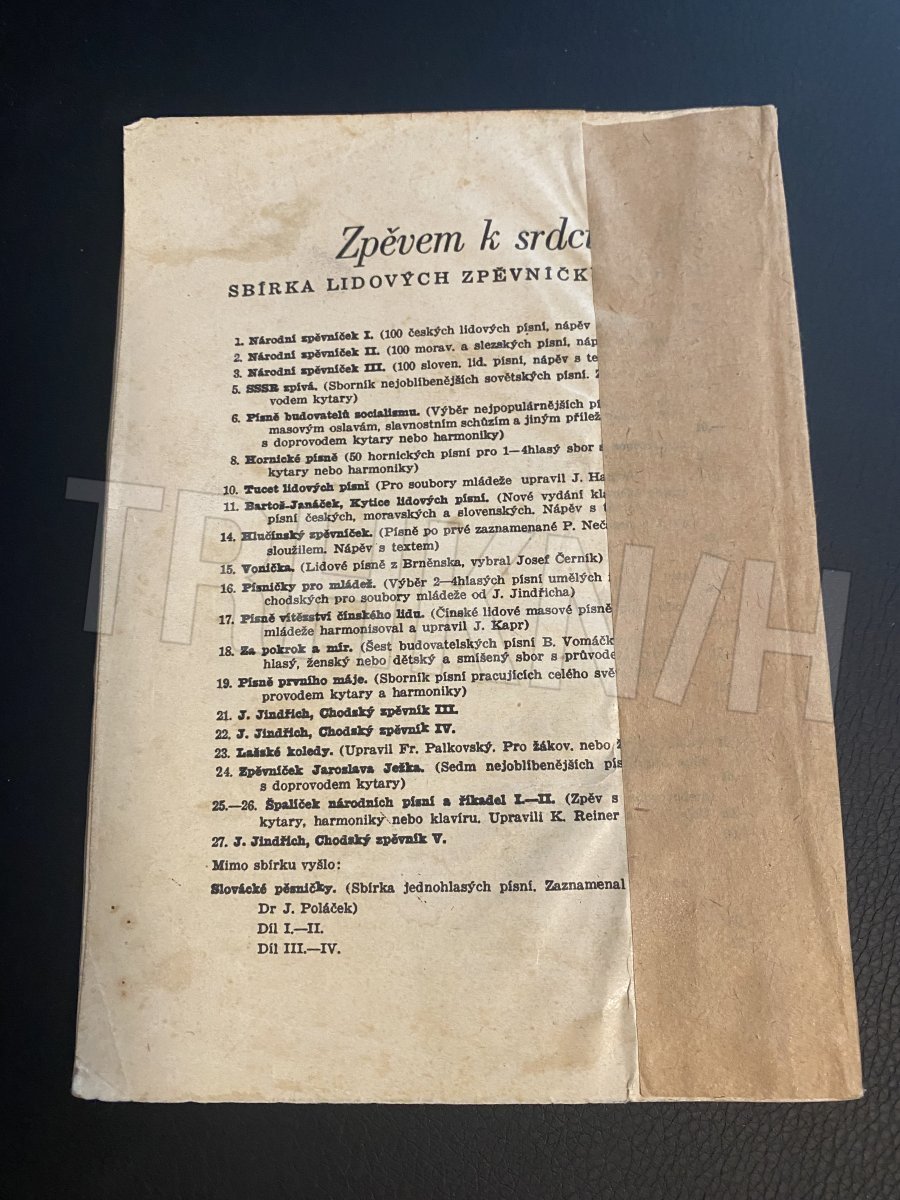 Zpěvem k srdci
SBÍRKA LIDOVÝCH ZPĚVNÍČK
1. Národní zpěvníček I. (100 českých lidových písní, nápěv
2. Národní zpěvníček II. (100 morav. a slezských písní, náp
3. Národní zpěvníček III. (100 sloven. lid. písní, nápěv s te
5. SSSR zpívá. (Sborník nejoblíbenějších sovětských písní.
vodem kytary)
6. Písně budovatelů socialismu. (Výběr nejpopulárnějších pí
masovým oslavám, slavnostním schůzím a jiným přílež
s doprovodem kytary nebo harmoniky)
8. Hornické písně (50 hornických písní pro 1—4hlasý sbor s
kytary nebo harmoniky)
10. Tucet lidových písní (Pro soubory mládeže upravil J. Ha
11. Bartoš-Janáček, Kytice lidových písní. (Nové vydání kla
písní českých, moravských a slovenských. Nápěv s t
14. Hlučínský zpěvníček. (Písně po prvé zaznamenané P. Neč
sloužilem. Nápěv s textem)
15. Vonička. (Lidové písně z Brněnska, vybral Josef Černík)
16. Písničky pro mládež. (Výběr 2—4hlasých písní umělých i
chodských pro soubory mládeže od J. Jindřicha)
17. Písně vítězství čínského lidu. (Čínské lidové masové písně
mládeže harmonisoval a upravil J. Kapr)
18. Za pokrok a mír. (Šest budovatelských písní B. Vomáčk
hlasý, ženský nebo dětský a smíšený sbor s průvode
19. Písně prvního máje. (Sborník písní pracujících celého svě
provodem kytary a harmoniky)
21. J. Jindřich, Chodský zpěvník III.
22. J. Jindřich, Chodský zpěvník IV.
23. Lašské koledy. (Upravil Fr. Palkovský. Pro žákov. nebo ž
24. Zpěvníček Jaroslava Ježka. (Sedm nejoblíbenějších pís
s doprovodem kytary)
25.—26. Špalíček národních písní a říkadel I.—II. (Zpěv s
kytary, harmoniky nebo klavíru. Upravili K. Reiner
27. J. Jindřich, Chodský zpěvník V.
Mimo sbírku vyšlo:
Slovácké pěsničky. (Sbírka jednohlasých písní. Zaznamenal
Dr J. Poláček)
Díl I.—II.
Díl III.—IV.